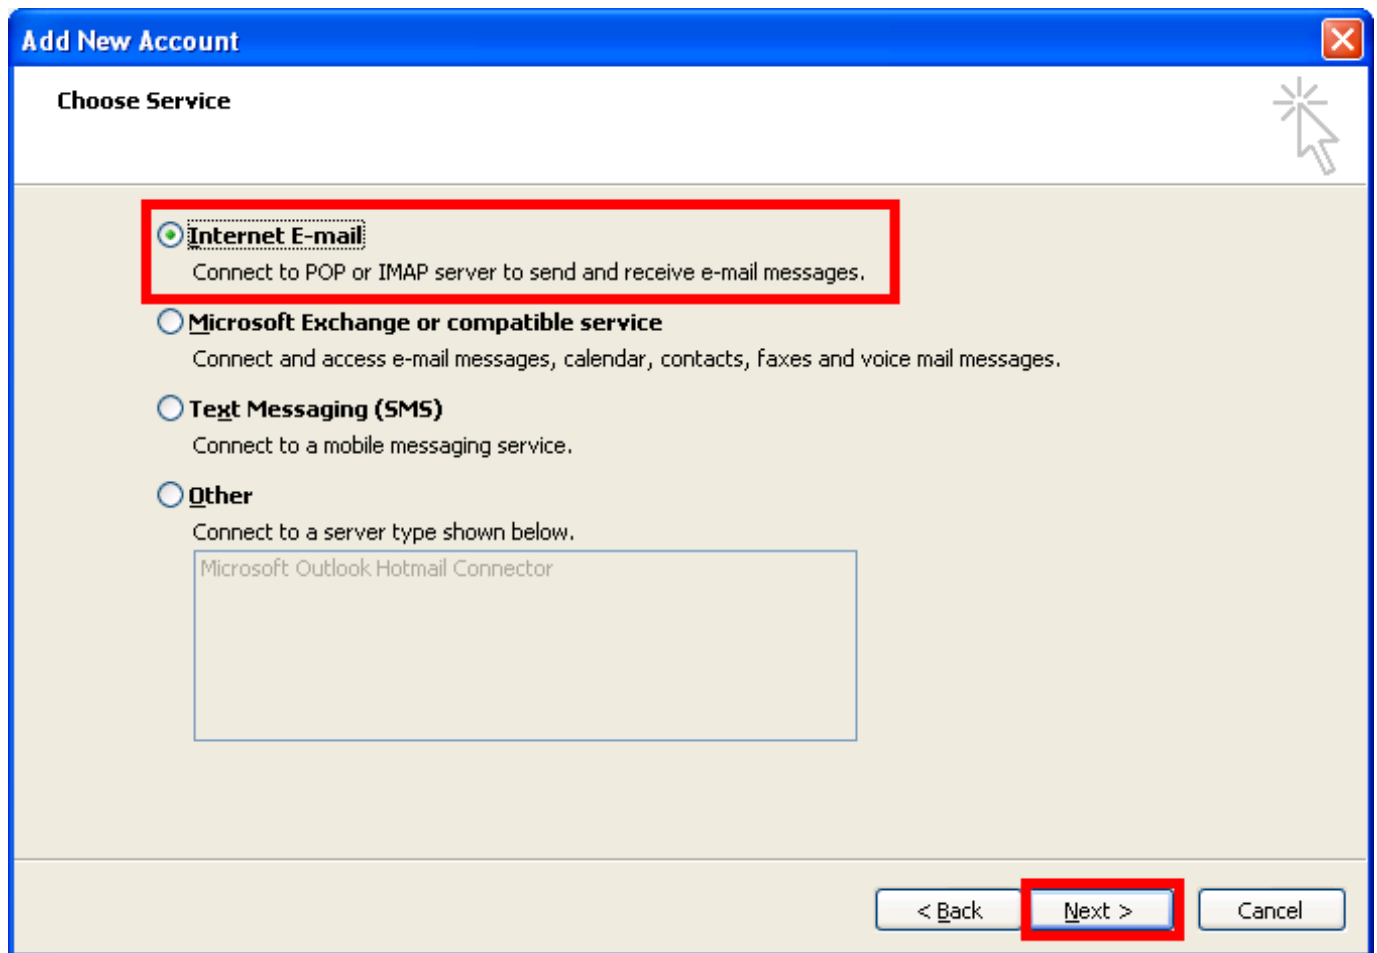 Add New Account
Choose Service
Internet E-mail
Connect to POP or IMAP server to send and receive e-mail messages.
Microsoft Exchange or compatible service
Connect and access e-mail messages, calendar, contacts, faxes and voice mail messages.
Text Messaging (SMS)
Connect to a mobile messaging service.
Other
Connect to a server type shown below.
Microsoft Outlook Hotmail Connector
< Back Next > Cancel